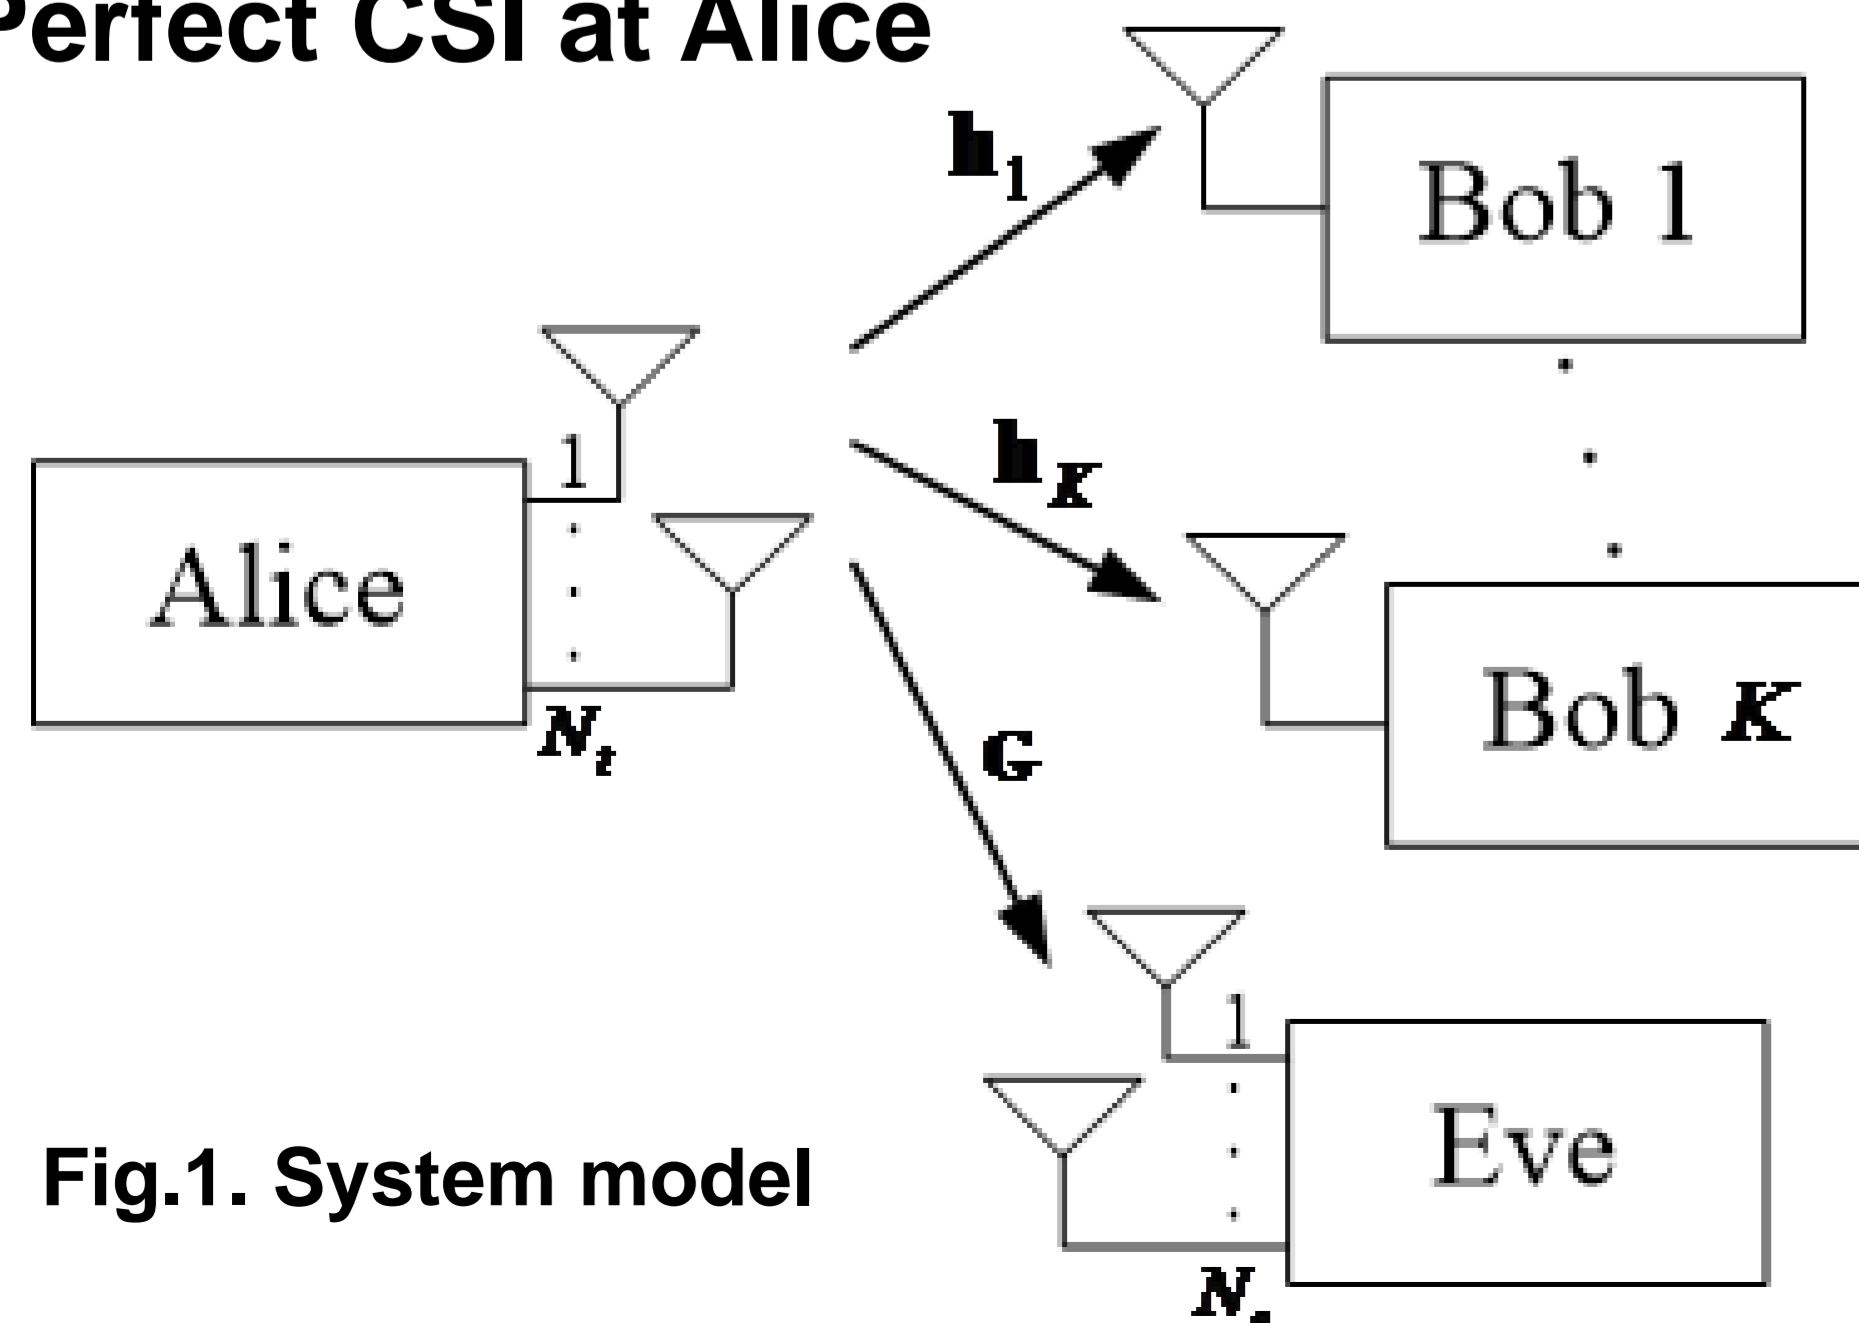 Perfect CSI at Alice
h1
Bob 1
hK
1
Alice
Nt
Bob K
G
1
Eve
Fig.1. System model